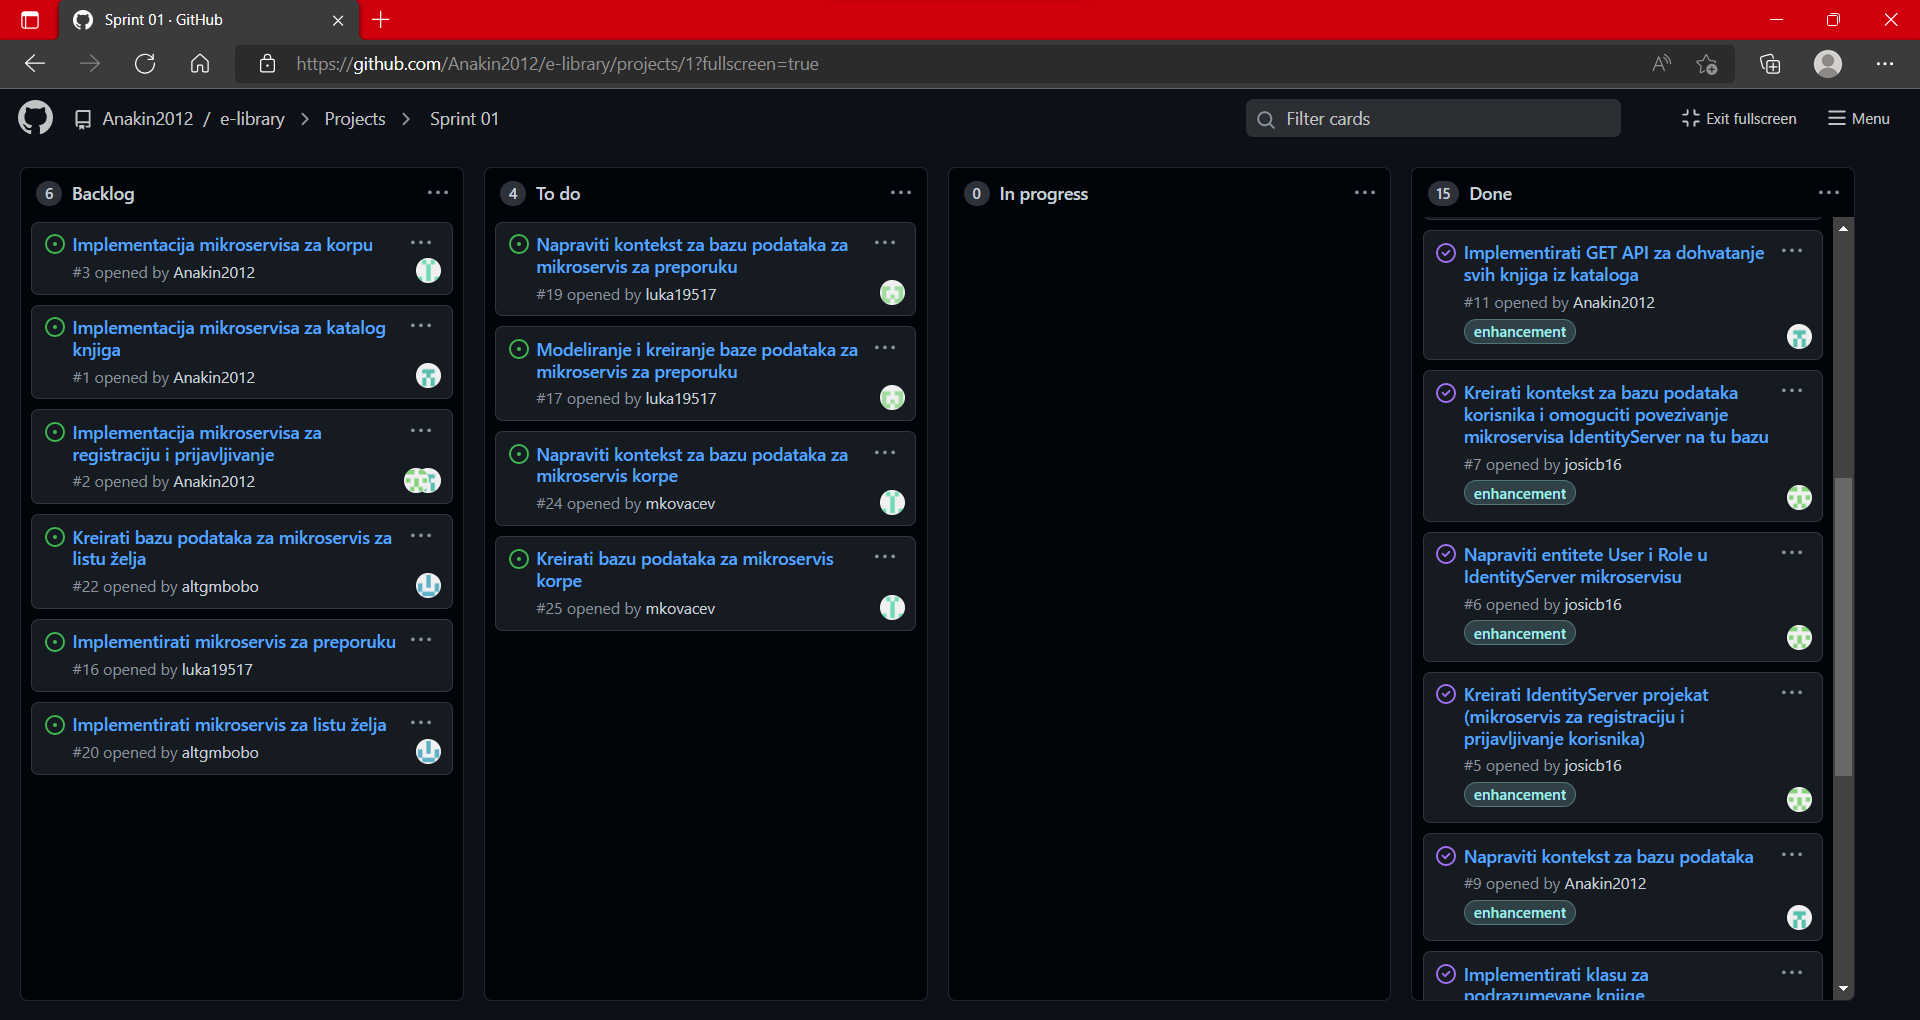 Sprint 01 · GitHub
https://github.com/Anakin2012/e-library/projects/1?fullscreen=true
Anakin2012 / e-library > Projects > Sprint 01
Filter cards
Exit fullscreen
Menu
6 Backlog
Implementacija mikroservisa za korpu
#3 opened by Anakin2012
Implementacija mikroservisa za katalog
knjiga
#1 opened by Anakin2012
Implementacija mikroservisa za
registraciju i prijavljivanje
#2 opened by Anakin2012
Kreirati bazu podataka za mikroservis za
listu želja
#22 opened by altgmbobo
Implementirati mikroservis za preporuku
#16 opened by luka19517
Implementirati mikroservis za listu želja
#20 opened by altgmbobo
4 To do
Napraviti kontekst za bazu podataka za
mikroservis za preporuku
#19 opened by luka19517
Modeliranje i kreiranje baze podataka za
mikroservis za preporuku
#17 opened by luka19517
Napraviti kontekst za bazu podataka za
mikroservis korpe
#24 opened by mkovacev
Kreirati bazu podataka za mikroservis
korpe
#25 opened by mkovacev
0 In progress
15 Done
Implementirati GET API za dohvatanje
svih knjiga iz kataloga
#11 opened by Anakin2012
enhancement
Kreirati kontekst za bazu podataka
korisnika i omoguciti povezivanje
mikroservisa IdentityServer na tu bazu
#7 opened by josicb16
enhancement
Napraviti entitete User i Role u
IdentityServer mikroservisu
#6 opened by josicb16
enhancement
Kreirati IdentityServer projekat
(mikroservis za registraciju i
prijavljivanje korisnika)
#5 opened by josicb16
enhancement
Napraviti kontekst za bazu podataka
#9 opened by Anakin2012
enhancement
Implementirati klasu za
podrazumevane knjige